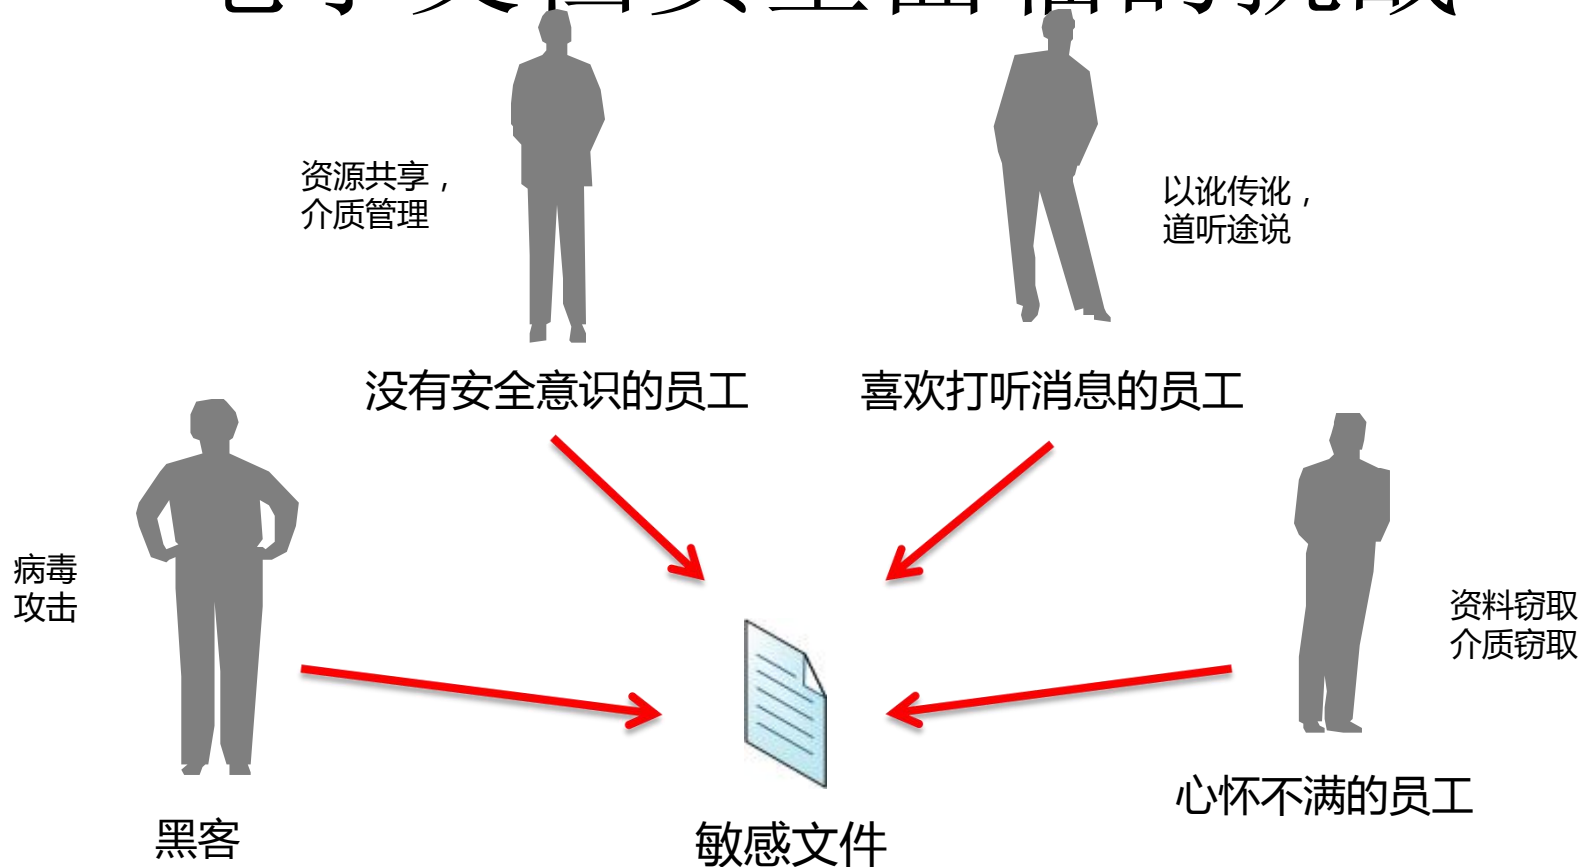 资源共享，
介质管理
以讹传讹，
道听途说
没有安全意识的员工
喜欢打听消息的员工
病毒
攻击
资料窃取
介质窃取
心怀不满的员工
黑客
敏感文件